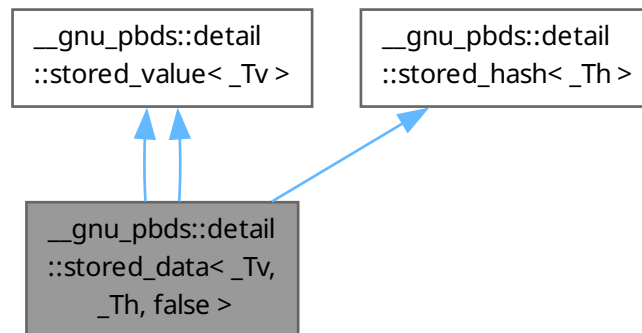 __gnu_pbds::detail
::stored_value< _Tv >
__gnu_pbds::detail
::stored_hash< _Th >
__gnu_pbds::detail
::stored_data< _Tv,
_Th, false >